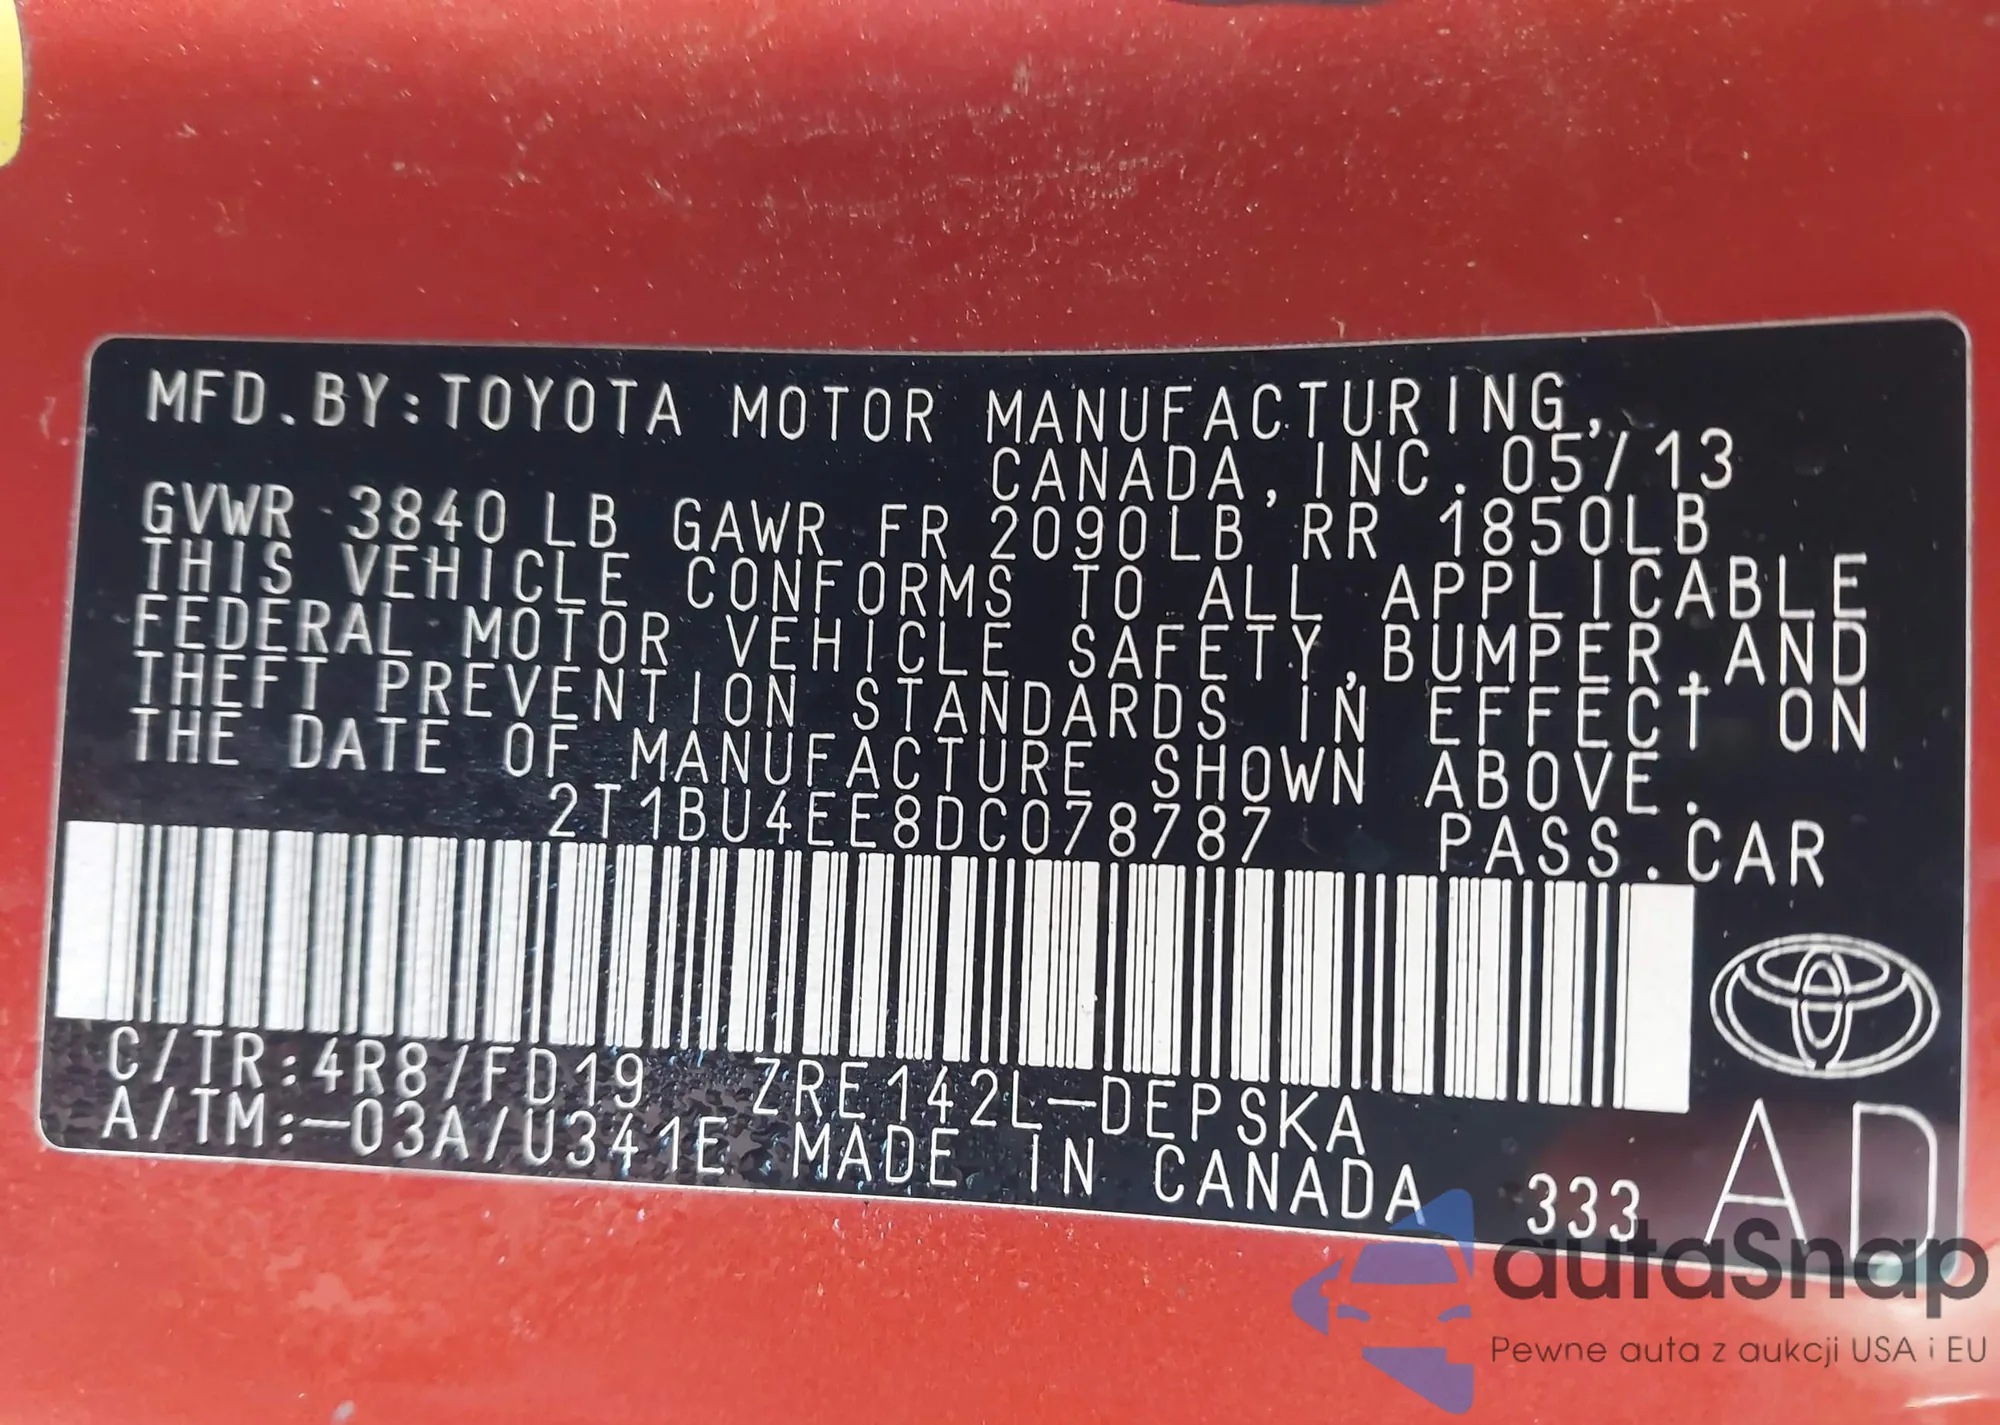 MFD.BY:TOYOTA MOTOR MANUFACTURING,
CANADA, INC. 05/13
GVWR 3840 LB GAWR FR 2090LB RR 1850LB
THIS VEHICLE CONFORMS TO ALL APPLICABLE
FEDERAL MOTOR VEHICLE SAFETY, BUMPER, AND
THEFT PREVENTION STANDARDS IN EFFECT ON
THE DATE OF MANUFACTURE SHOWN ABOVE.
2T1BU4EE8DC078787 PASS.CAR
C/TR:4R8/FD19 ZRE142L-DEPSKA
A/TM:-03A/U341E MADE IN CANADA 333 AD
autaSnap
Pewne auta z aukcji USA i EU